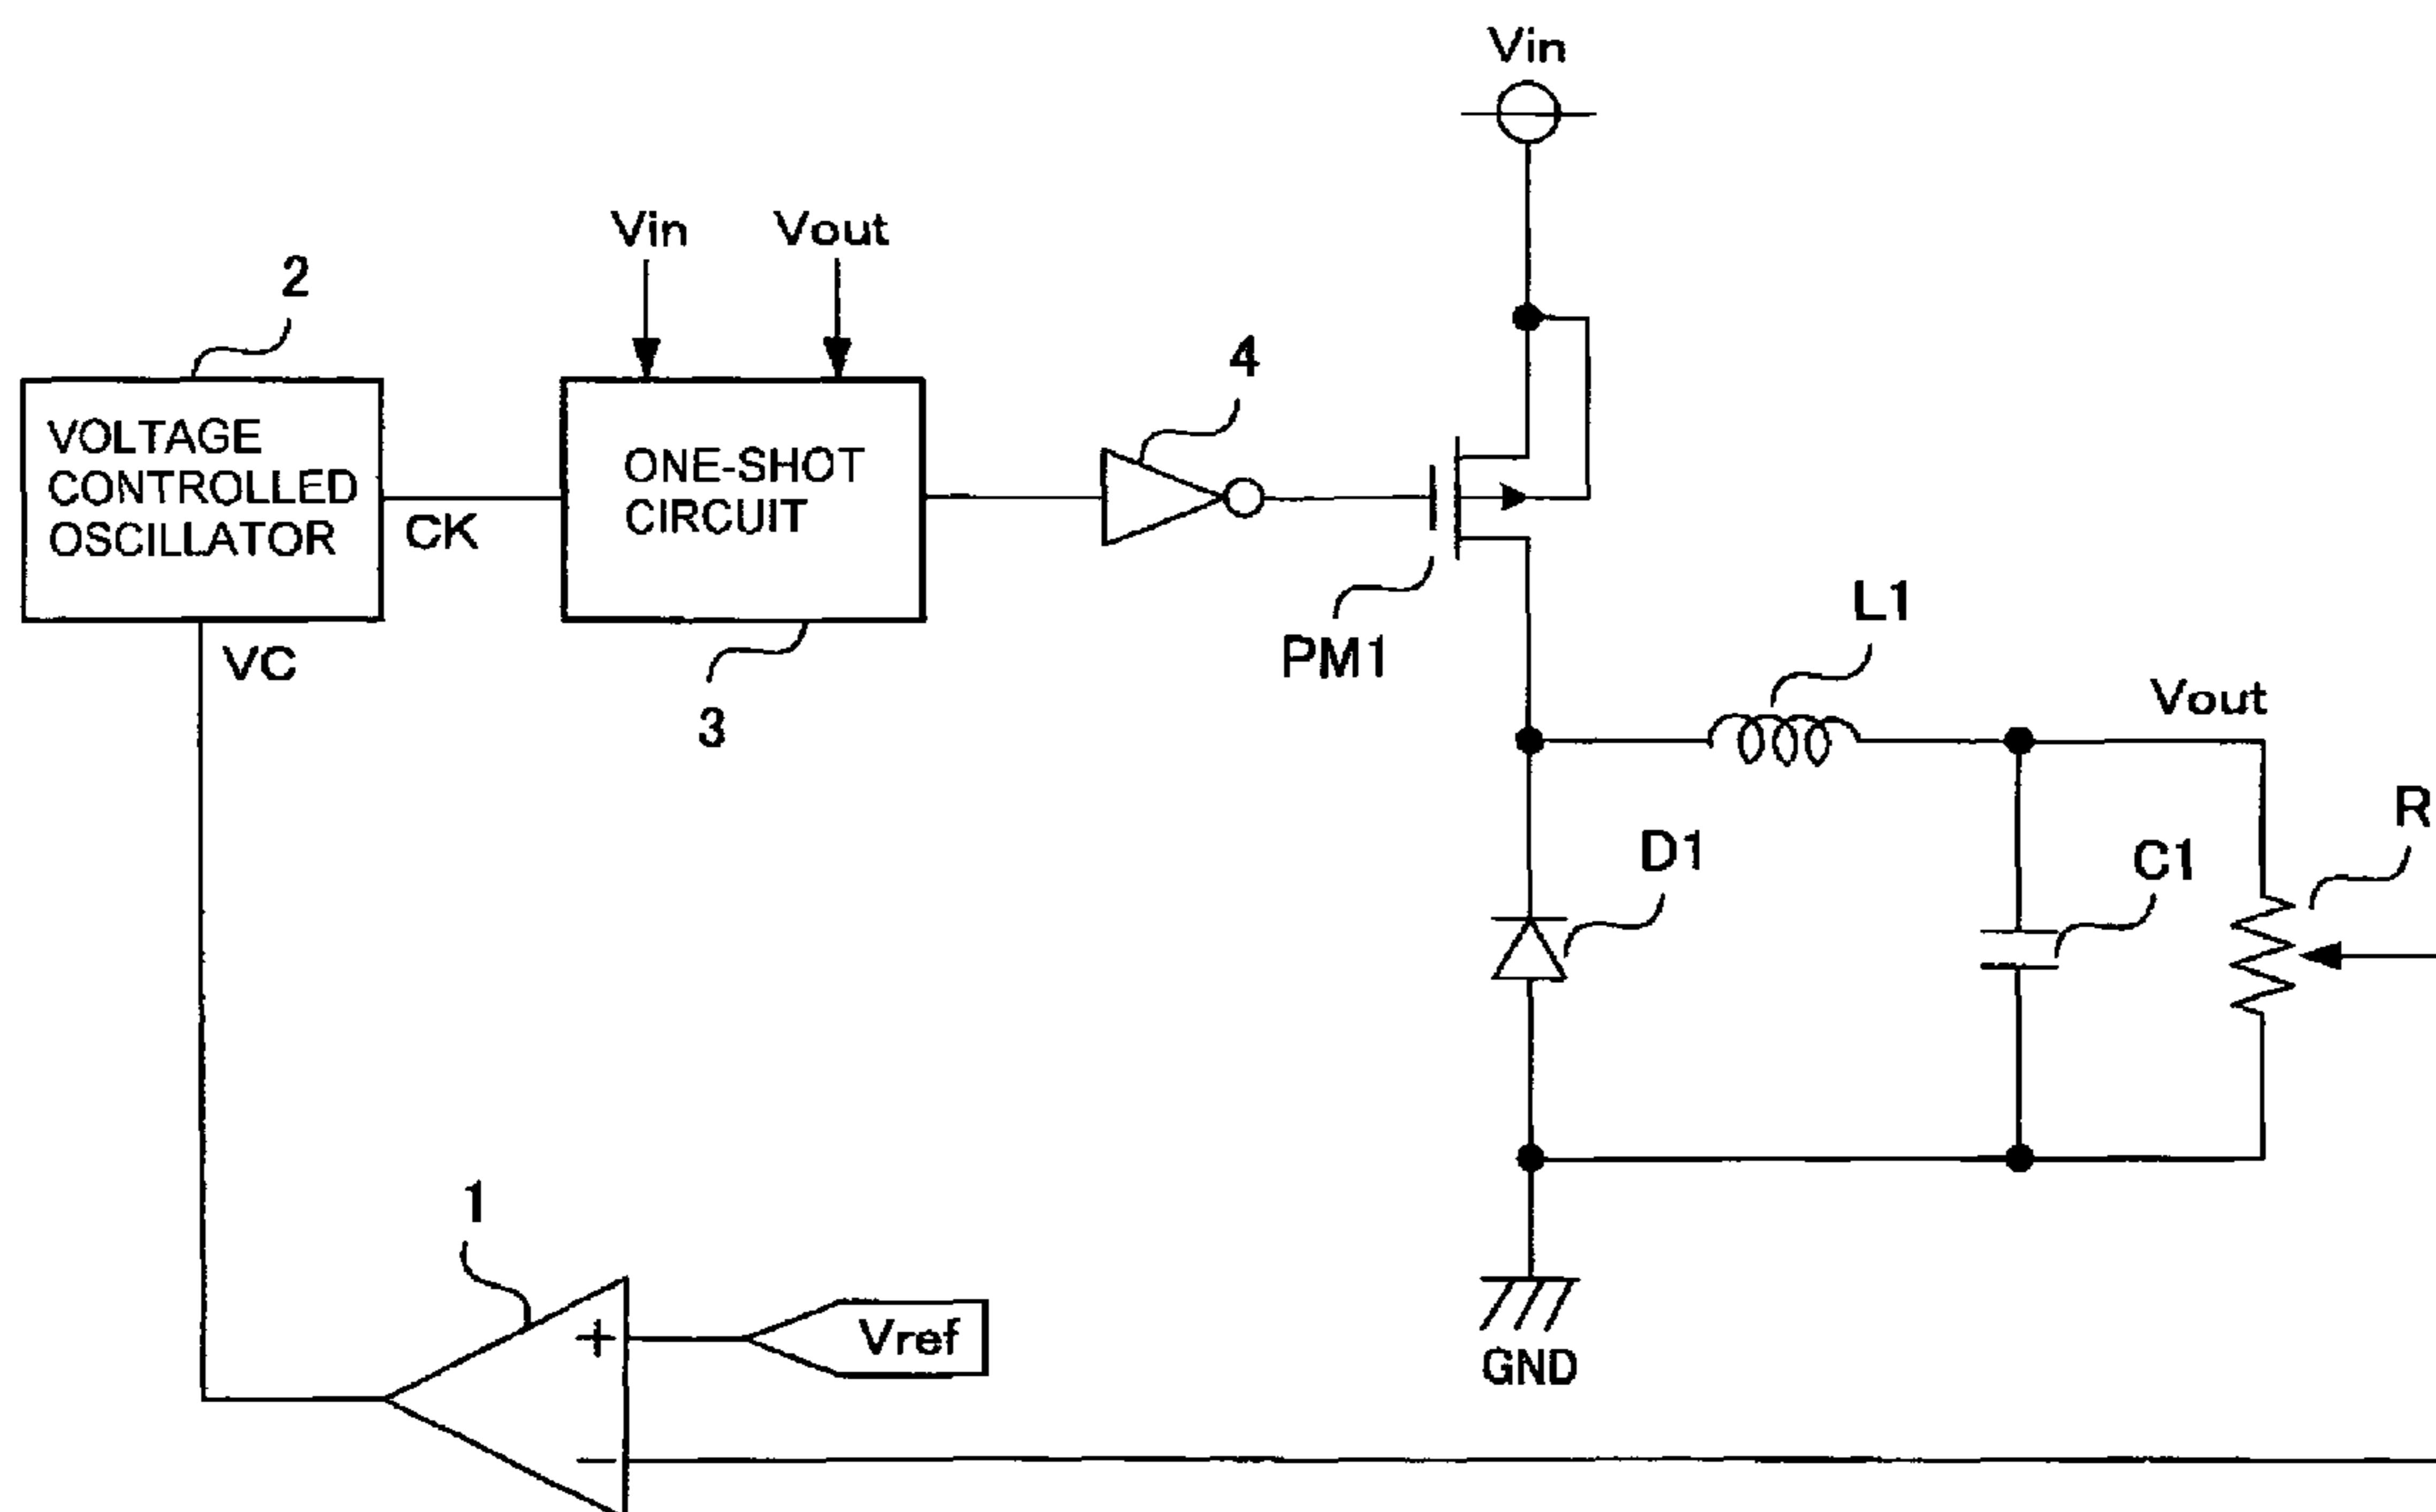 Vin
Vin
Vout
2
4
VOLTAGE
CONTROLLED
OSCILLATOR
CK
ONE-SHOT
CIRCUIT
VC
3
PM1
L1
Vout
R
D1
C1
1
+
Vref
GND
−